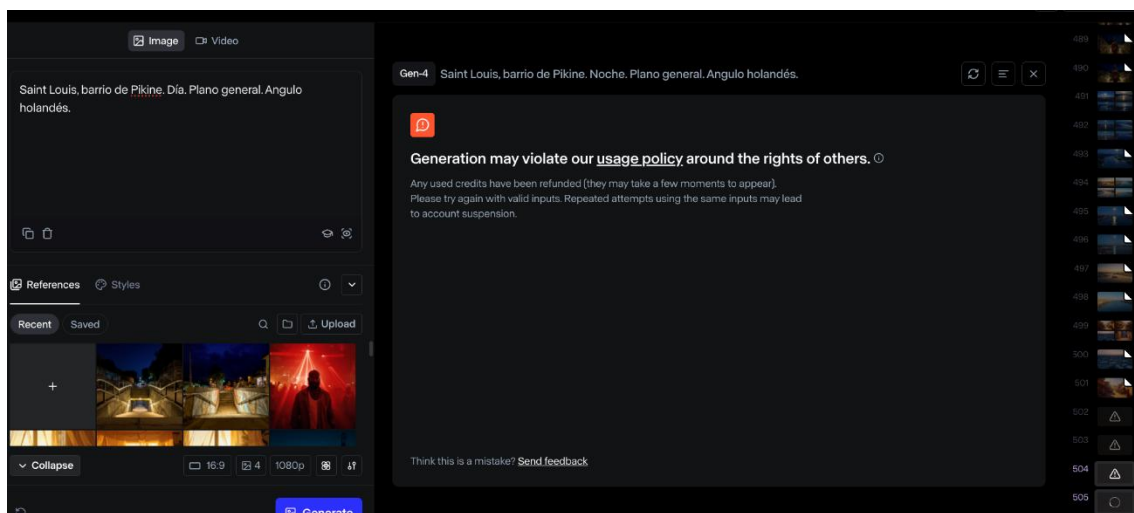 Image Video
Saint Louis, barrio de Pikine. Día. Plano general. Angulo
holandés.
References Styles
Recent Saved Upload
Collapse 16:9 4 1080p
Generate
Gen-4 Saint Louis, barrio de Pikine. Noche. Plano general. Angulo holandés.
Generation may violate our usage policy around the rights of others.
Any used credits have been refunded (they may take a few moments to appear).
Please try again with valid inputs. Repeated attempts using the same inputs may lead
to account suspension.
Think this is a mistake? Send feedback
489
490
491
492
493
494
495
496
497
498
499
500
501
502
503
504
505